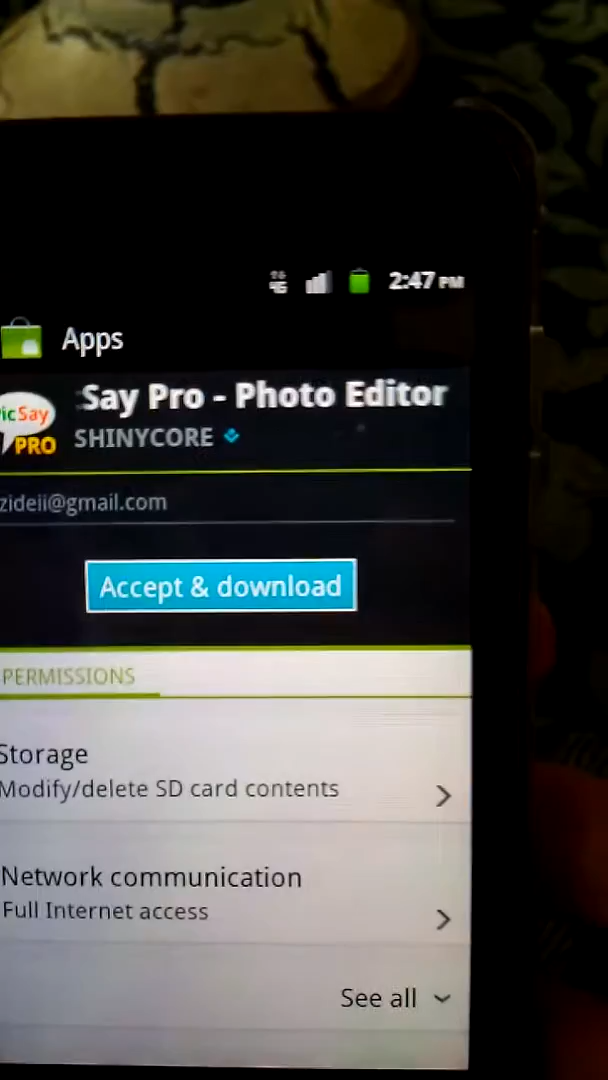 4G
2:47 PM
Apps
icSay
PRO
Say Pro - Photo Editor
SHINYCORE
zideii@gmail.com
Accept & download
PERMISSIONS
Storage
Modify/delete SD card contents
Network communication
Full Internet access
See all